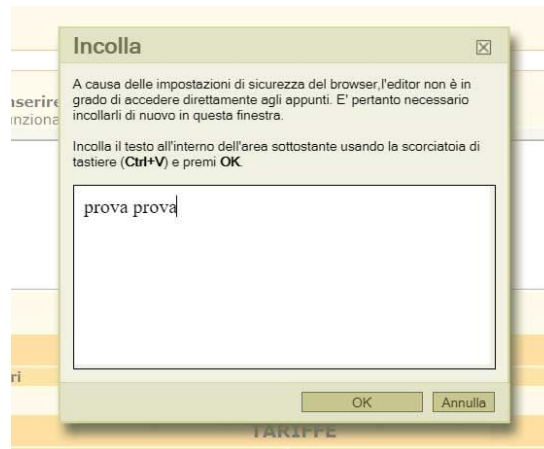 Incolla
A causa delle impostazioni di sicurezza del browser,l'editor non è in
grado di accedere direttamente agli appunti. E' pertanto necessario
incollarli di nuovo in questa finestra.
Incolla il testo all'interno dell'area sottostante usando la scorciatoia di
tastiere (Ctrl+V) e premi OK.
prova prova
OK Annulla
TARIFFE